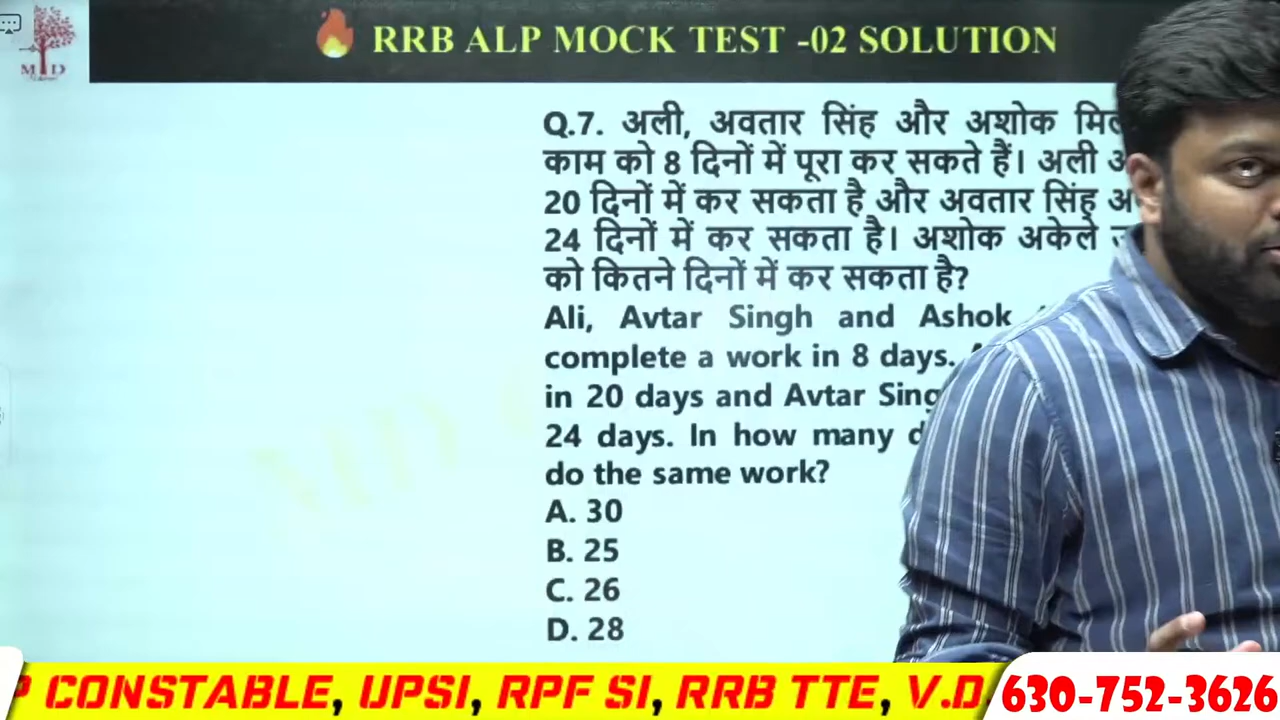 M D
RRB ALP MOCK TEST -02 SOLUTION
Q.7. अली, अवतार सिंह और अशोक
काम को 8 दिनों में पूरा कर सकते हैं। अली
20 दिनों में कर सकता है और अवतार सिंह
24 दिनों में कर सकता है। अशोक अकेले
को कितने दिनों में कर सकता है?
Ali, Avtar Singh and Ashok
complete a work in 8 days.
in 20 days and Avtar
24 days. In how many
do the same work?
A. 30
B. 25
C. 26
D. 28
CONSTABLE, UPSI, RPF SI, RRB TTE, V.D.
630-752-3626